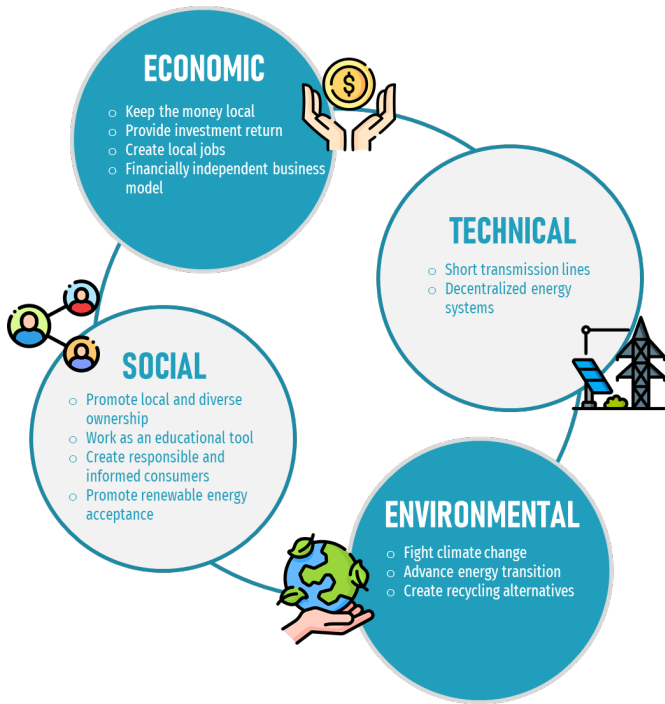 ECONOMIC
○ Keep the money local
○ Provide investment return
○ Create local jobs
○ Financially independent business
model
TECHNICAL
○ Short transmission lines
○ Decentralized energy
systems
SOCIAL
○ Promote local and diverse
ownership
○ Work as an educational tool
○ Create responsible and
informed consumers
○ Promote renewable energy
acceptance
ENVIRONMENTAL
○ Fight climate change
○ Advance energy transition
○ Create recycling alternatives
$